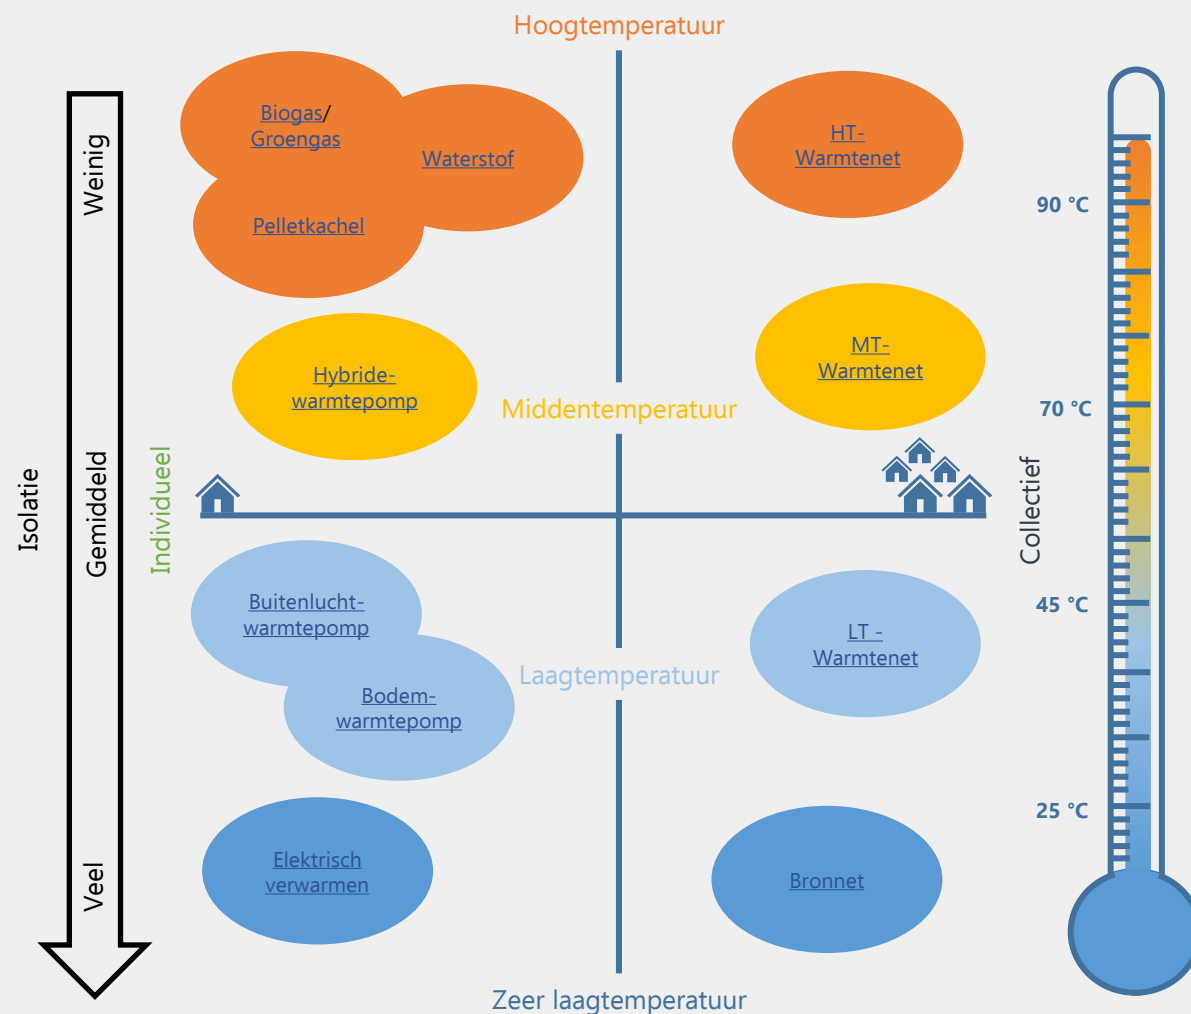 Hoogtemperatuur
Biogas/
Groengas
Waterstof
Pelletkachel
HT-
Warmtenet
Weinig
90 °C
Hybride-
warmtepomp
MT-
Warmtenet
Middentemperatuur
70 °C
Isolatie
Gemiddeld
Individueel
Collectief
Buitenlucht-
warmtepomp
LT -
Warmtenet
45 °C
Laagtemperatuur
Bodem-
warmtepomp
25 °C
Veel
Elektrisch
verwarmen
Bronnet
Zeer laagtemperatuur